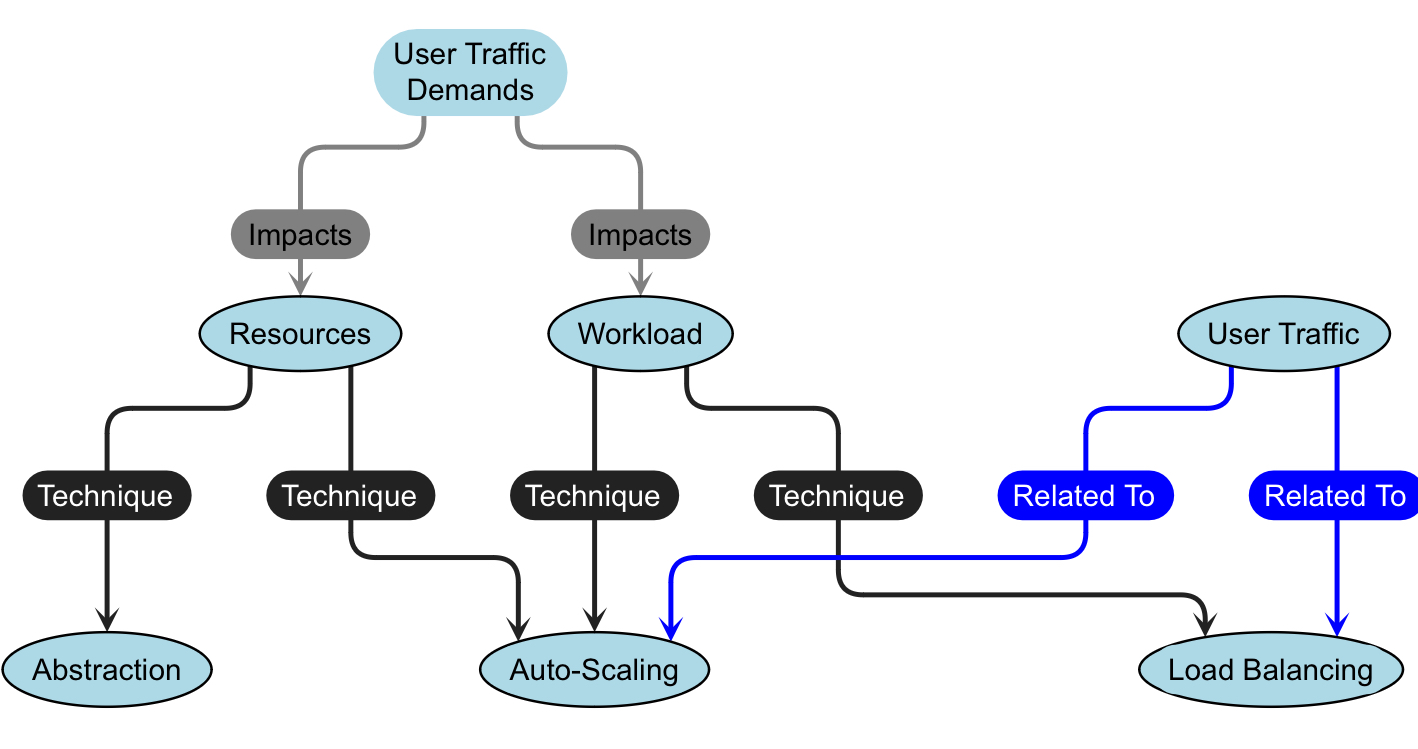 User Traffic
Demands
Impacts
Impacts
Resources
Workload
User Traffic
Technique
Technique
Technique
Technique
Related To
Related To
Abstraction
Auto-Scaling
Load Balancing